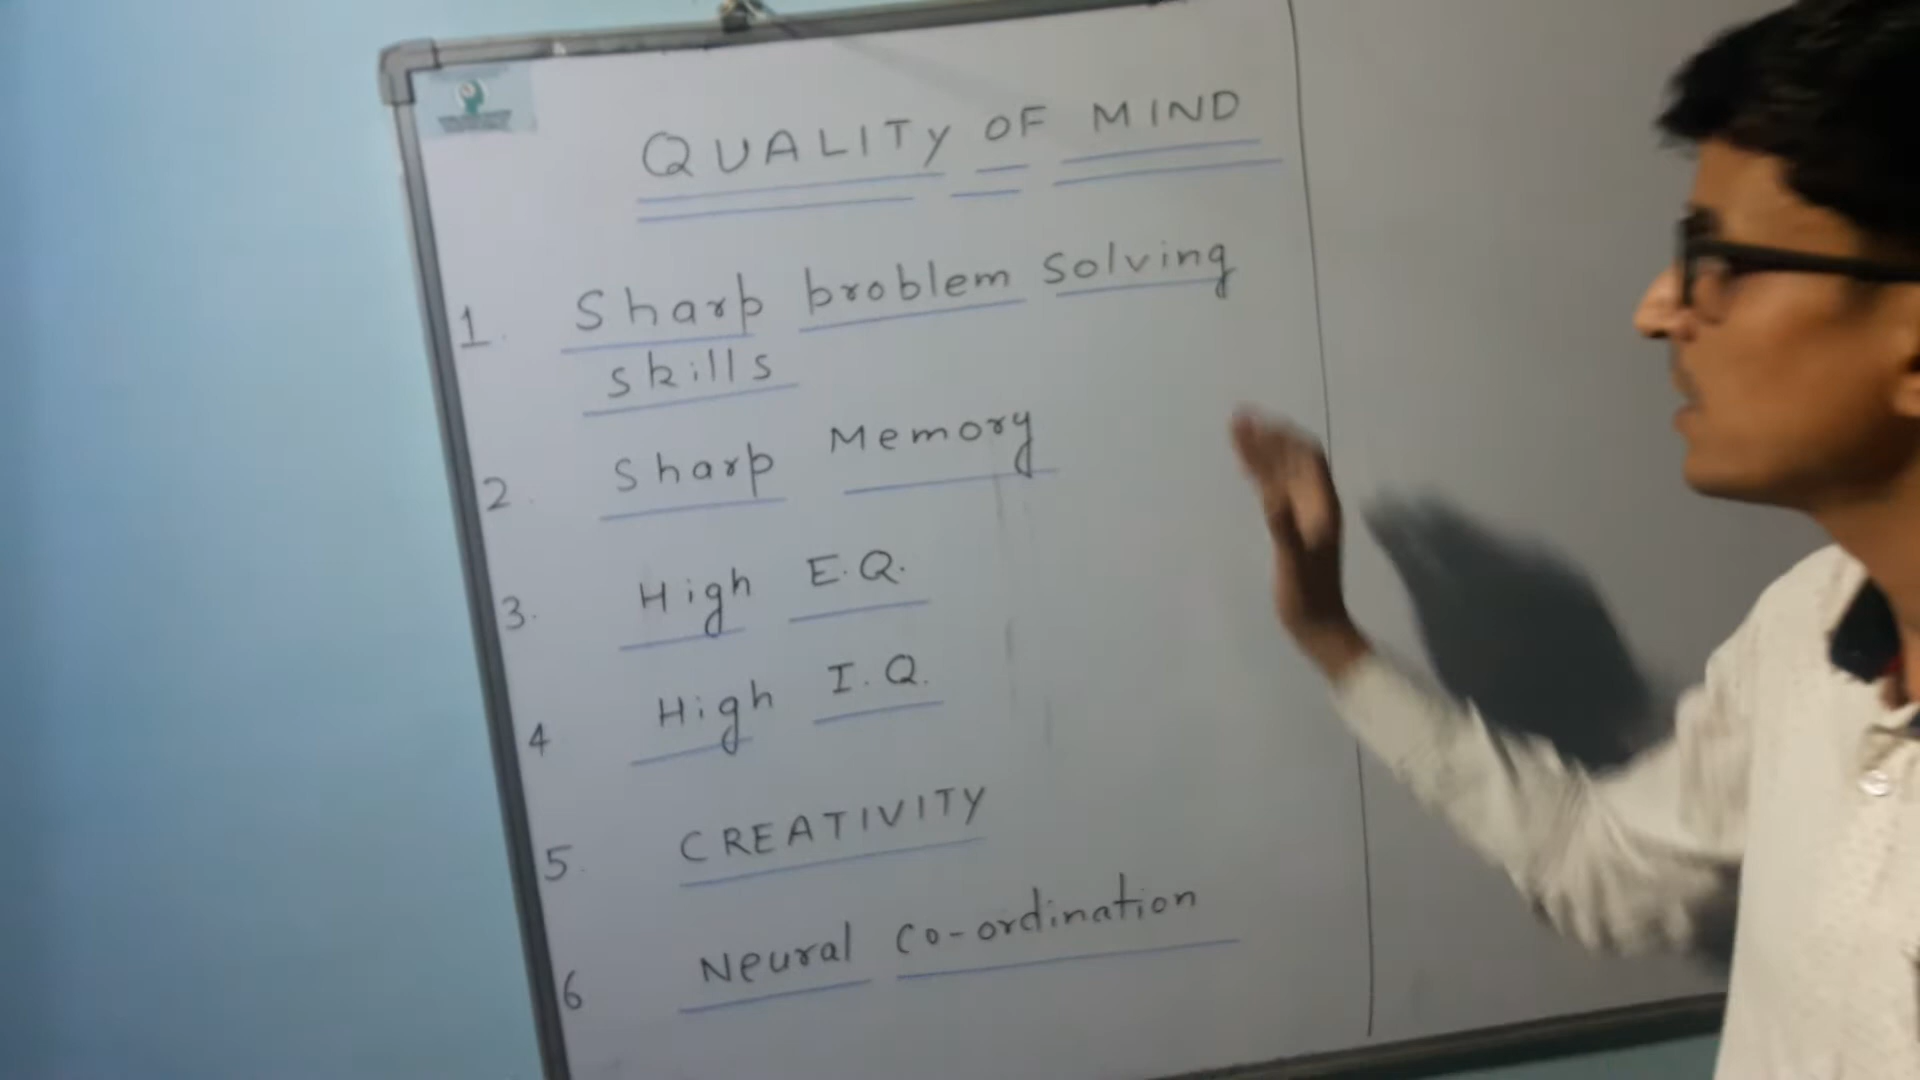 QUALITY OF MIND
1. Sharp problem solving
skills
2. Sharp Memory
3. High E.Q.
4 High I.Q.
5. CREATIVITY
6 Neural Co-ordination